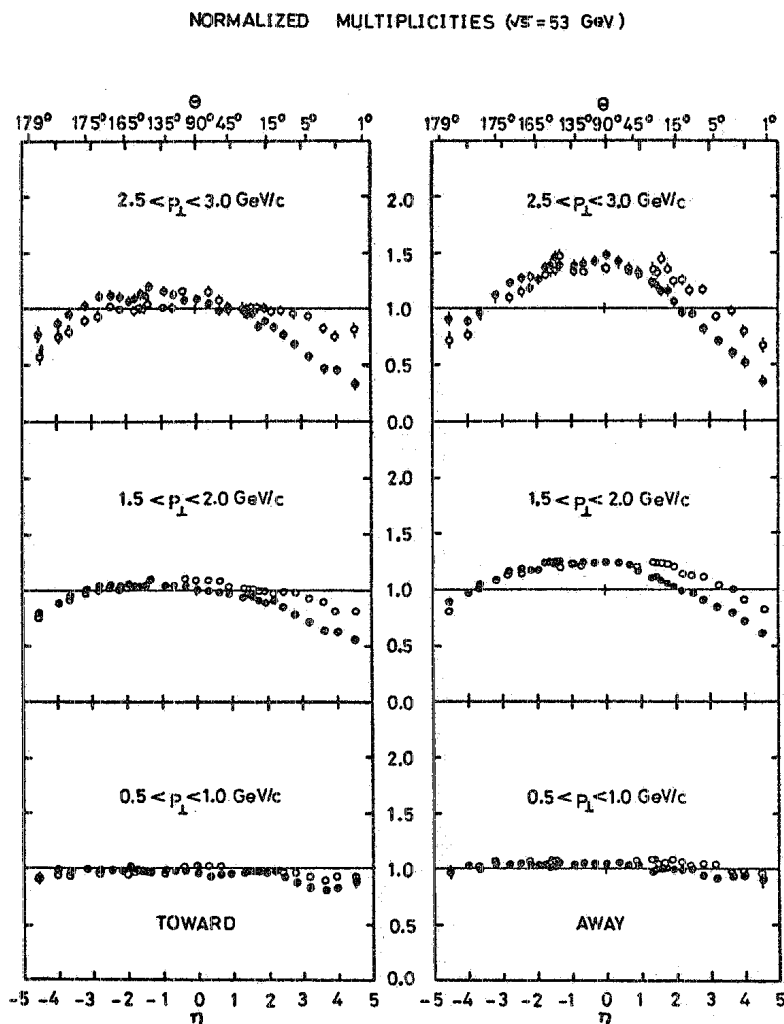 NORMALIZED MULTIPLICITIES (√s = 53 GeV)
Θ Θ
179° 175° 165° 135° 90° 45° 15° 5° 1° 179° 175° 165° 135° 90° 45° 15° 5° 1°
2.5 < p⊥ < 3.0 GeV/c 2.0 2.5 < p⊥ < 3.0 GeV/c
1.5
1.0
0.5
0.0
2.0
1.5 < p⊥ < 2.0 GeV/c 1.5 < p⊥ < 2.0 GeV/c
1.5
1.0
0.5
0.0
2.0
0.5 < p⊥ < 1.0 GeV/c 0.5 < p⊥ < 1.0 GeV/c
1.5
1.0
TOWARD 0.5 AWAY
0.0
-5 -4 -3 -2 -1 0 1 2 3 4 5 -5 -4 -3 -2 -1 0 1 2 3 4 5
η η